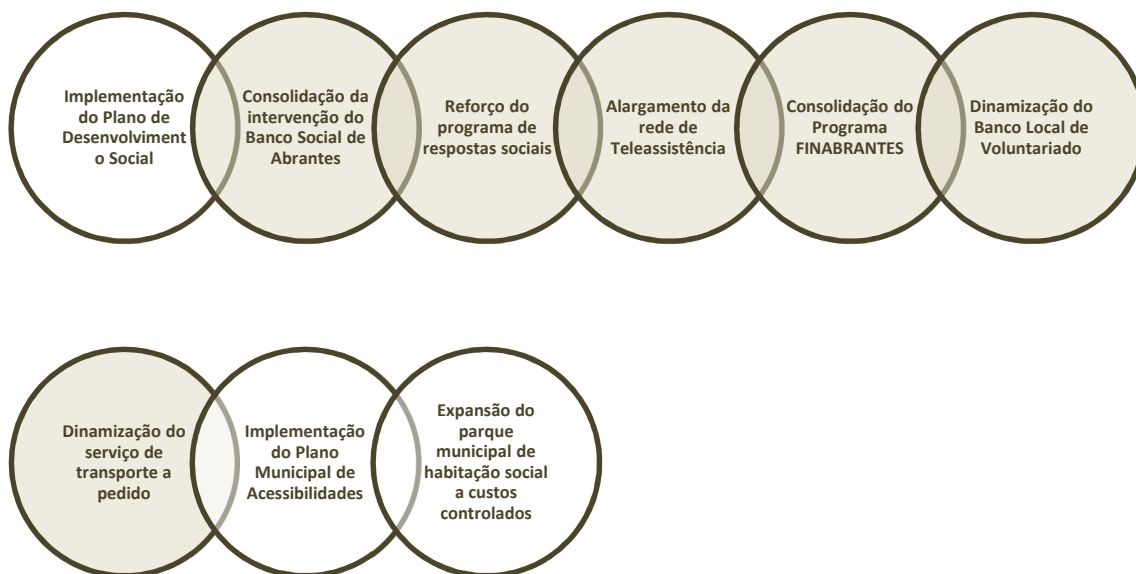 Implementação
do Plano de
Desenvolviment
o Social
Consolidação da
intervenção do
Banco Social de
Abrantes
Reforço do
programa de
respostas sociais
Alargamento da
rede de
Teleassistência
Consolidação do
Programa
FINABRANTES
Dinamização do
Banco Local de
Voluntariado
Dinamização do
serviço de
transporte a
pedido
Implementação
do Plano
Municipal de
Acessibilidades
Expansão do
parque
municipal de
habitação social
a custos
controlados